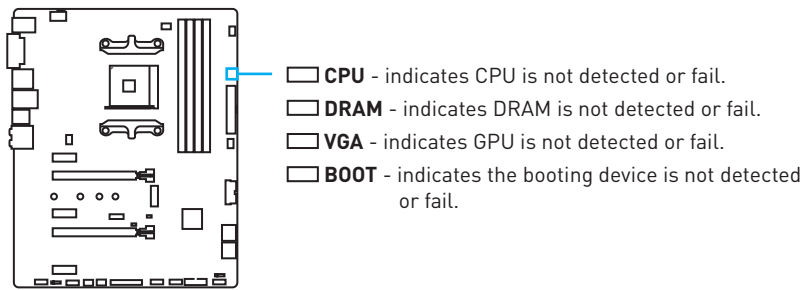 CPU - indicates CPU is not detected or fail.
DRAM - indicates DRAM is not detected or fail.
VGA - indicates GPU is not detected or fail.
BOOT - indicates the booting device is not detected
or fail.